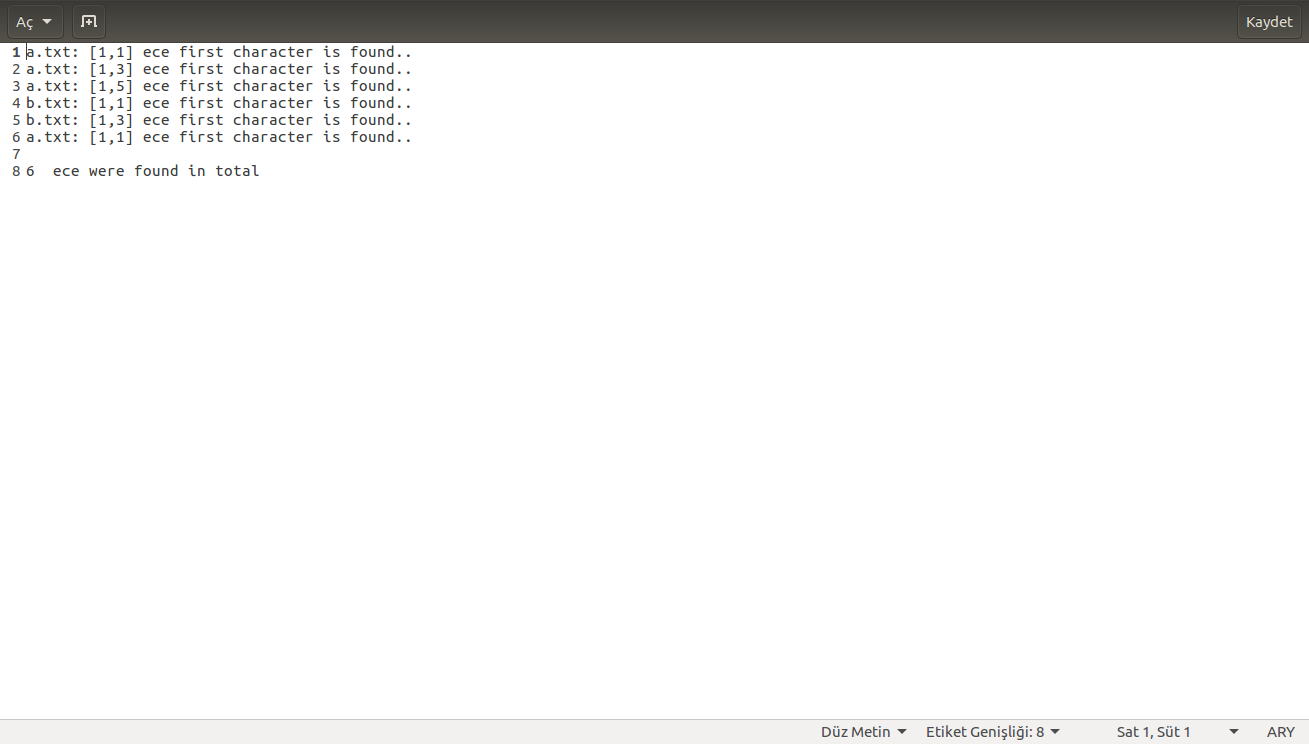 Aç
Kaydet
1 a.txt: [1,1] ece first character is found..
2 a.txt: [1,3] ece first character is found..
3 a.txt: [1,5] ece first character is found..
4 b.txt: [1,1] ece first character is found..
5 b.txt: [1,3] ece first character is found..
6 a.txt: [1,1] ece first character is found..
7
8 6  ece were found in total
Düz Metin Etiket Genişliği: 8 Sat 1, Süt 1 ARY